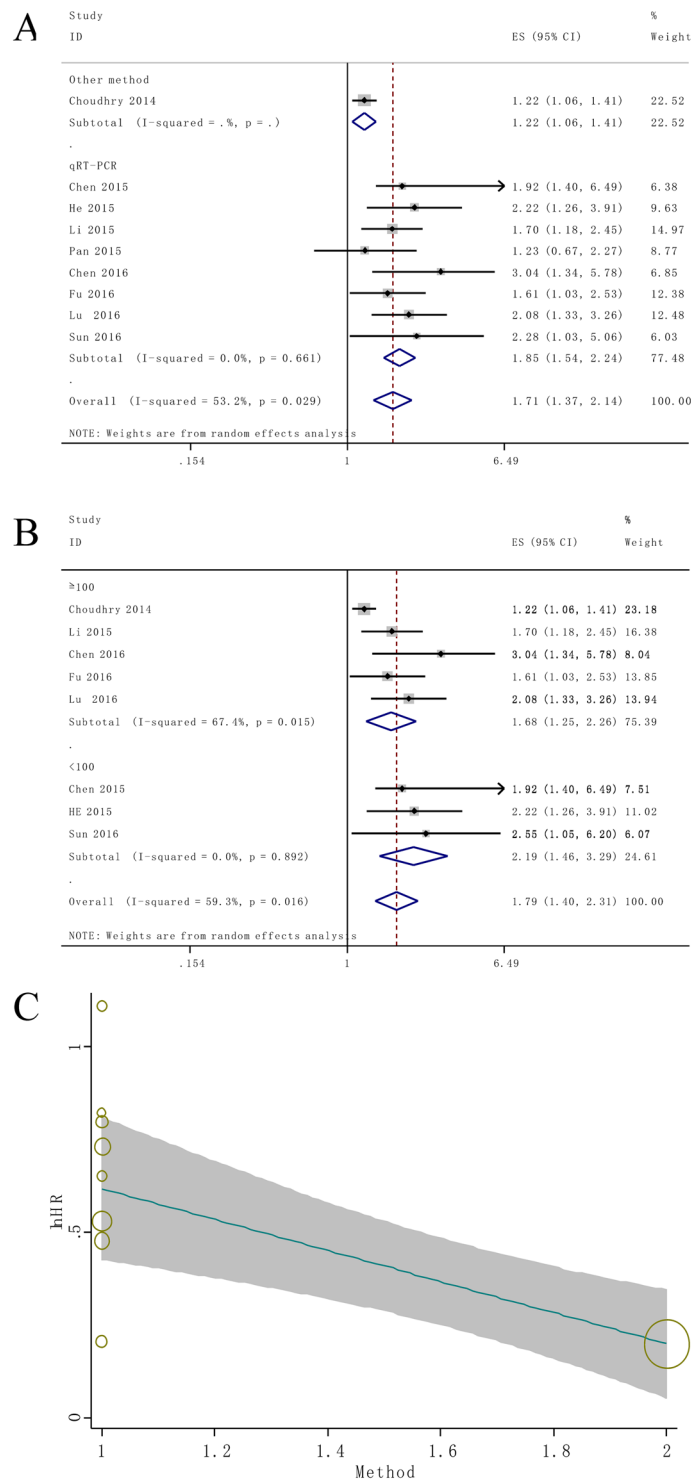 A
Study %
ID ES (95% CI) Weight
Other method
Choudhry 2014 1.22 (1.06, 1.41) 22.52
Subtotal (I-squared = .%, p = .) 1.22 (1.06, 1.41) 22.52
.
qRT-PCR
Chen 2015 1.92 (1.40, 6.49) 6.38
He 2015 2.22 (1.26, 3.91) 9.63
Li 2015 1.70 (1.18, 2.45) 14.97
Pan 2015 1.23 (0.67, 2.27) 8.77
Chen 2016 3.04 (1.34, 5.78) 6.85
Fu 2016 1.61 (1.03, 2.53) 12.38
Lu 2016 2.08 (1.33, 3.26) 12.48
Sun 2016 2.28 (1.03, 5.06) 6.03
Subtotal (I-squared = 0.0%, p = 0.661) 1.85 (1.54, 2.24) 77.48
.
Overall (I-squared = 53.2%, p = 0.029) 1.71 (1.37, 2.14) 100.00
NOTE: Weights are from random effects analysis
.154 1 6.49
B
Study %
ID ES (95% CI) Weight
≥100
Choudhry 2014 1.22 (1.06, 1.41) 23.18
Li 2015 1.70 (1.18, 2.45) 16.38
Chen 2016 3.04 (1.34, 5.78) 8.04
Fu 2016 1.61 (1.03, 2.53) 13.85
Lu 2016 2.08 (1.33, 3.26) 13.94
Subtotal (I-squared = 67.4%, p = 0.015) 1.68 (1.25, 2.26) 75.39
.
<100
Chen 2015 1.92 (1.40, 6.49) 7.51
HE 2015 2.22 (1.26, 3.91) 11.02
Sun 2016 2.55 (1.05, 6.20) 6.07
Subtotal (I-squared = 0.0%, p = 0.892) 2.19 (1.46, 3.29) 24.61
.
Overall (I-squared = 59.3%, p = 0.016) 1.79 (1.40, 2.31) 100.00
NOTE: Weights are from random effects analysis
.154 1 6.49
C
1
.5
0
lnHR
1 1.2 1.4 1.6 1.8 2
Method